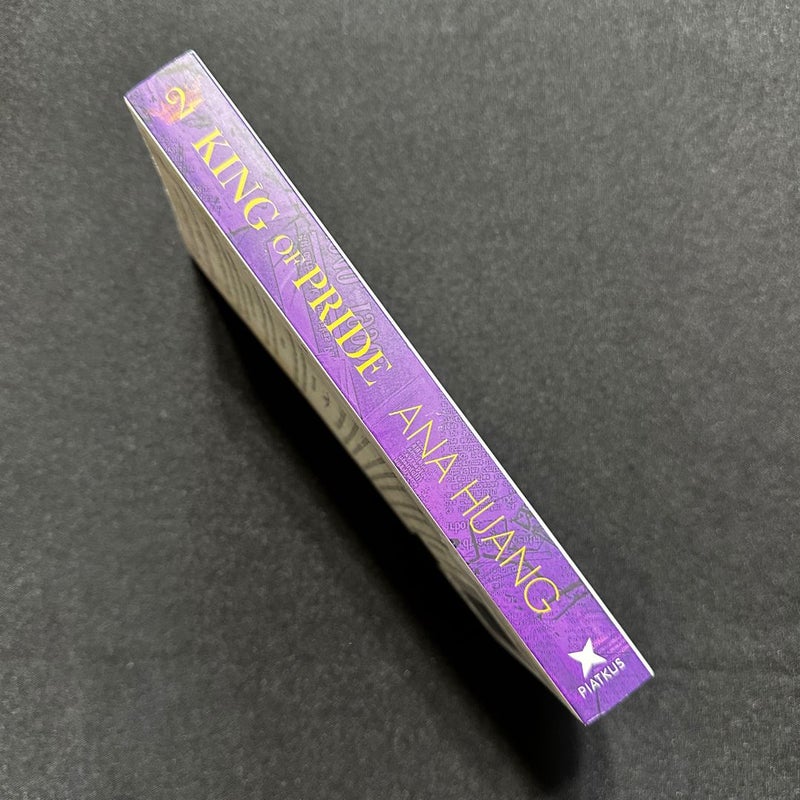 2
KING OF PRIDE
ANA HUANG
PIATKUS